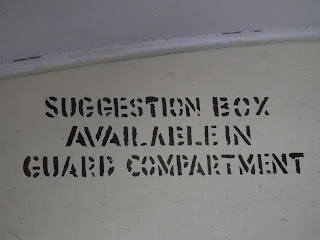 SUGGESTION BOX
AVAILABLE IN
GUARD COMPARTMENT